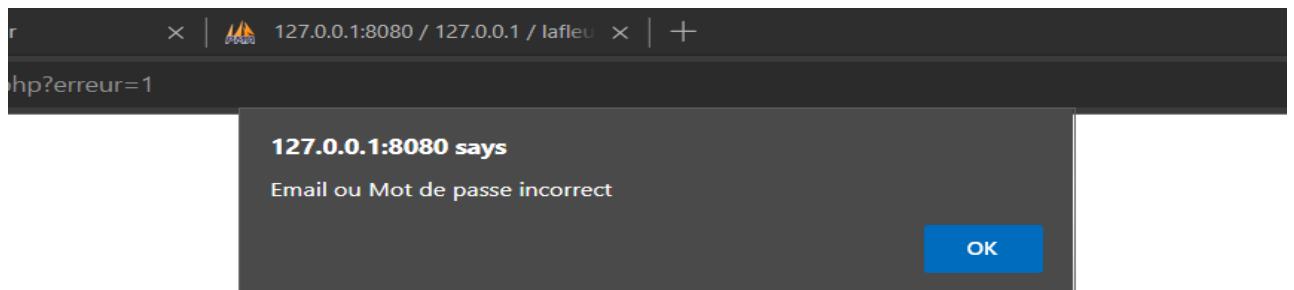 r 127.0.0.1:8080 / 127.0.0.1 / lafleu
hp?erreur=1
127.0.0.1:8080 says
Email ou Mot de passe incorrect
OK